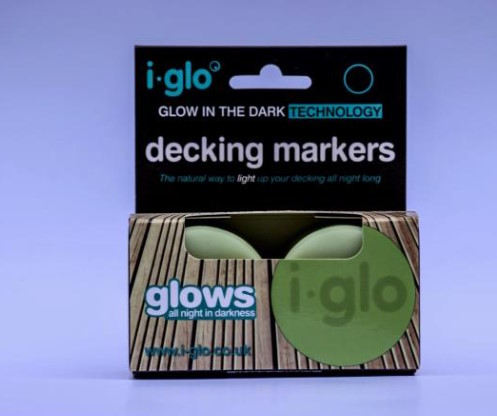 i·glo
GLOW IN THE DARK TECHNOLOGY
decking markers
The natural way to light up your decking all night long
glows
all night in darkness
i·glo
www.i-glo.co.uk